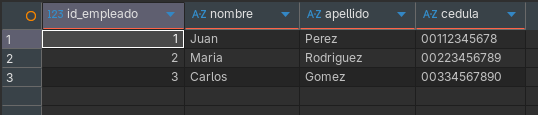 123 id_empleado A-Z nombre A-Z apellido A-Z cedula
1 1 Juan Perez 00112345678
2 2 Maria Rodriguez 00223456789
3 3 Carlos Gomez 00334567890